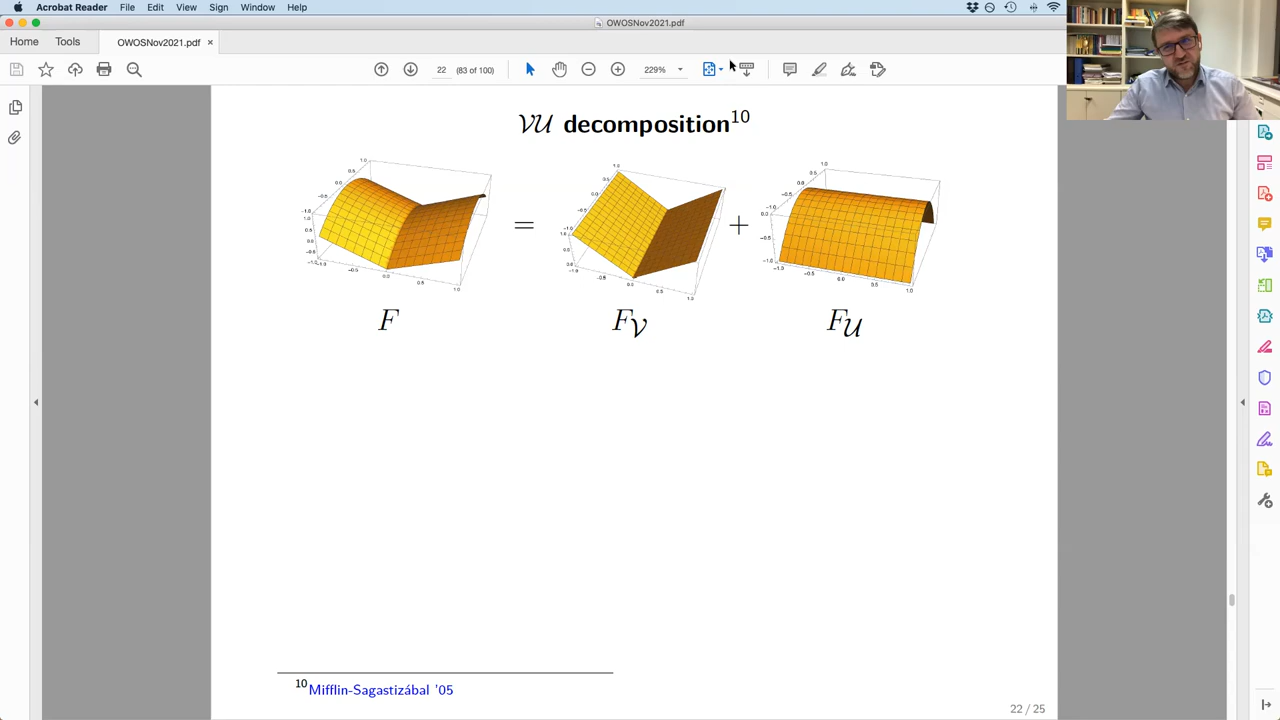 Acrobat Reader File Edit View Sign Window Help
OWOSNov2021.pdf
Home Tools OWOSNov2021.pdf ×
22 (83 of 100) 229%
𝒱𝒰 decomposition10
= +
F F𝒱 F𝒰
10Mifflin-Sagastizábal '05
22 / 25